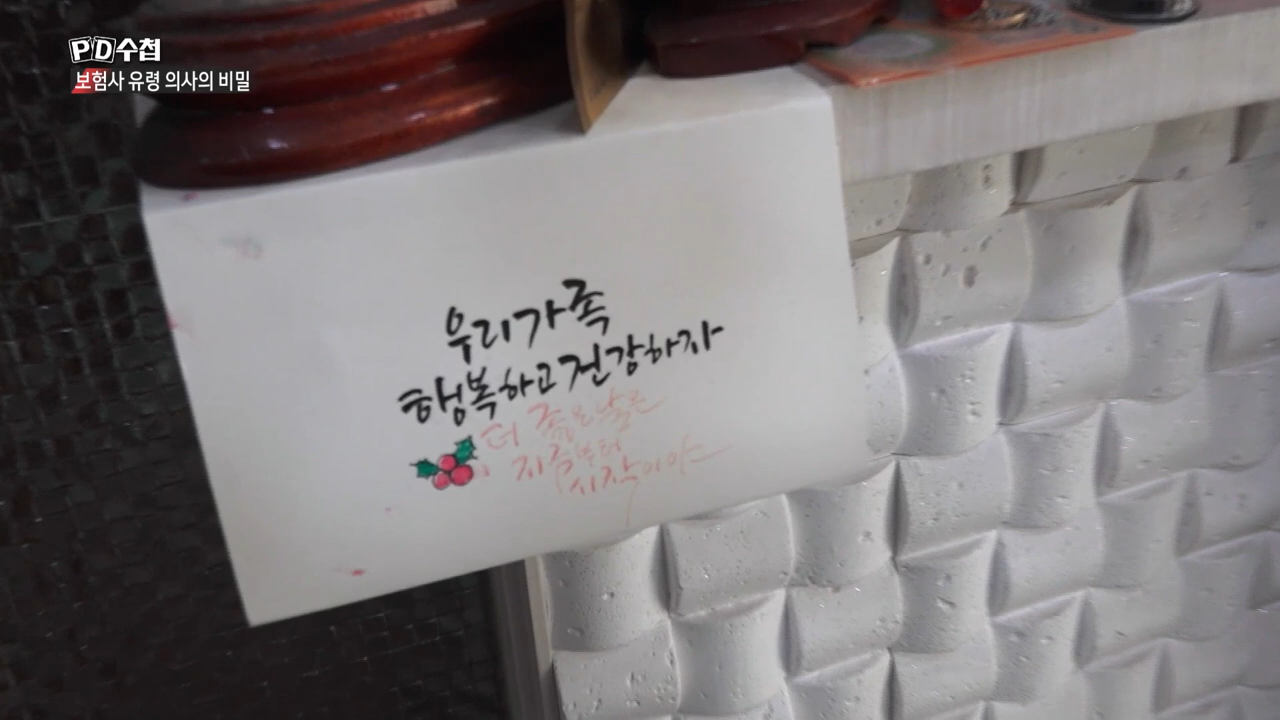 PD수첩
보험사 유령 의사의 비밀
우리가족
행복하고 건강하자
더 좋은날은
지금부터
시작이야~